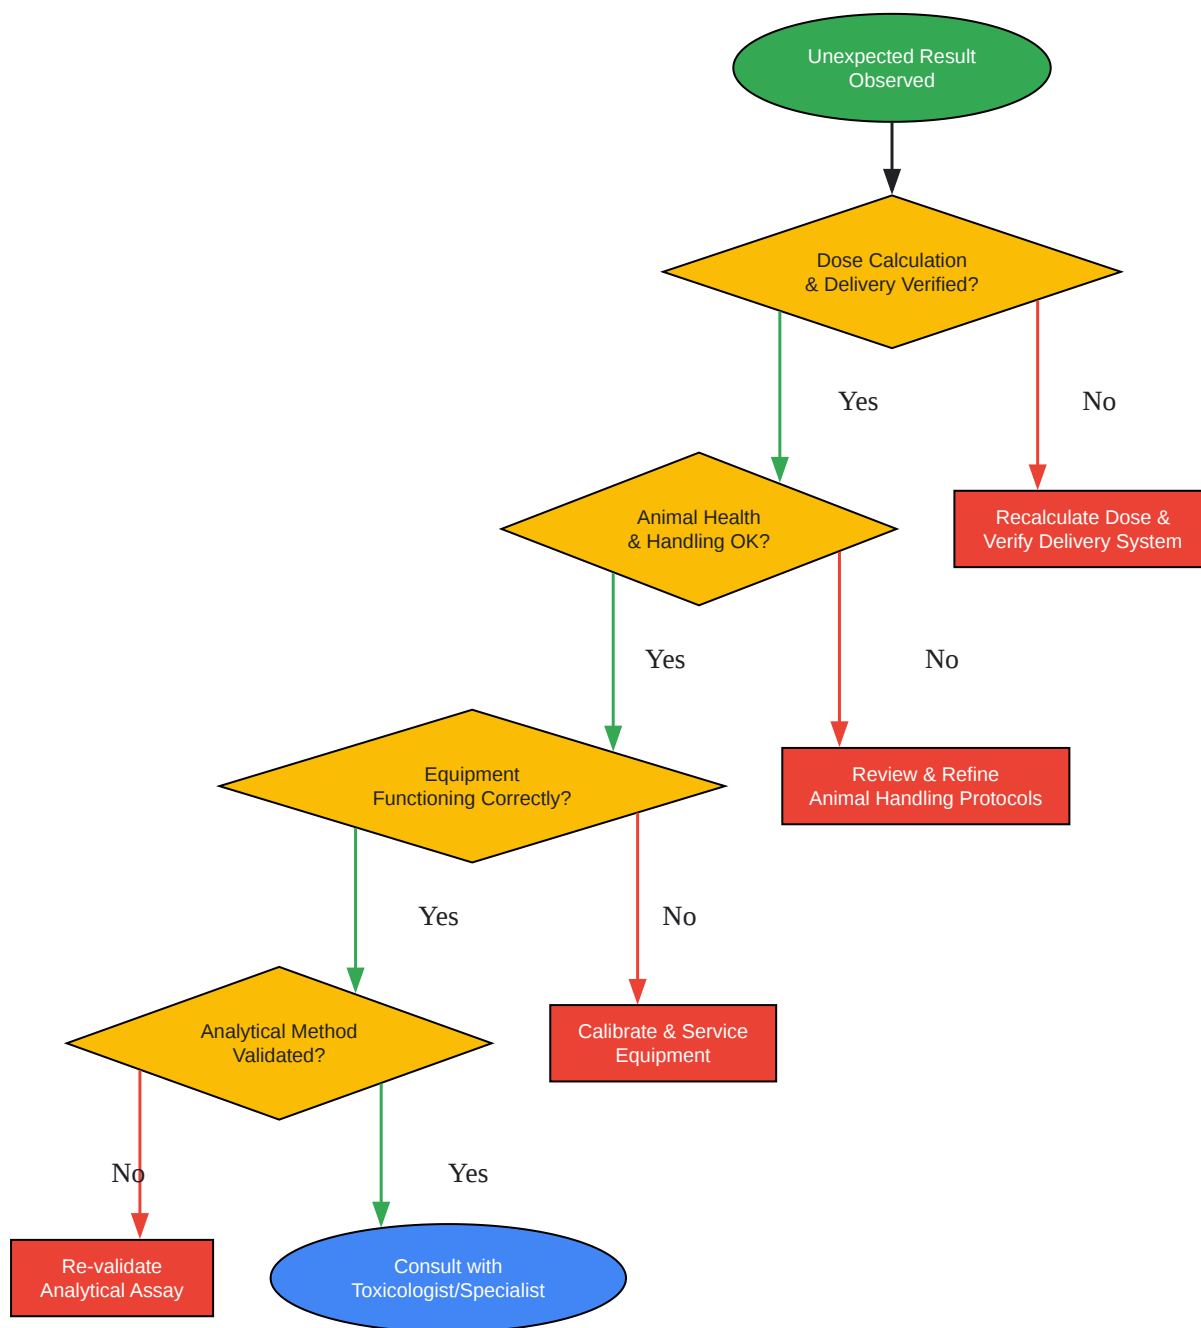 Unexpected Result
Observed
Dose Calculation
& Delivery Verified?
Yes
No
Animal Health
& Handling OK?
Recalculate Dose &
Verify Delivery System
Yes
No
Equipment
Functioning Correctly?
Review & Refine
Animal Handling Protocols
Yes
No
Analytical Method
Validated?
Calibrate & Service
Equipment
No
Yes
Re-validate
Analytical Assay
Consult with
Toxicologist/Specialist